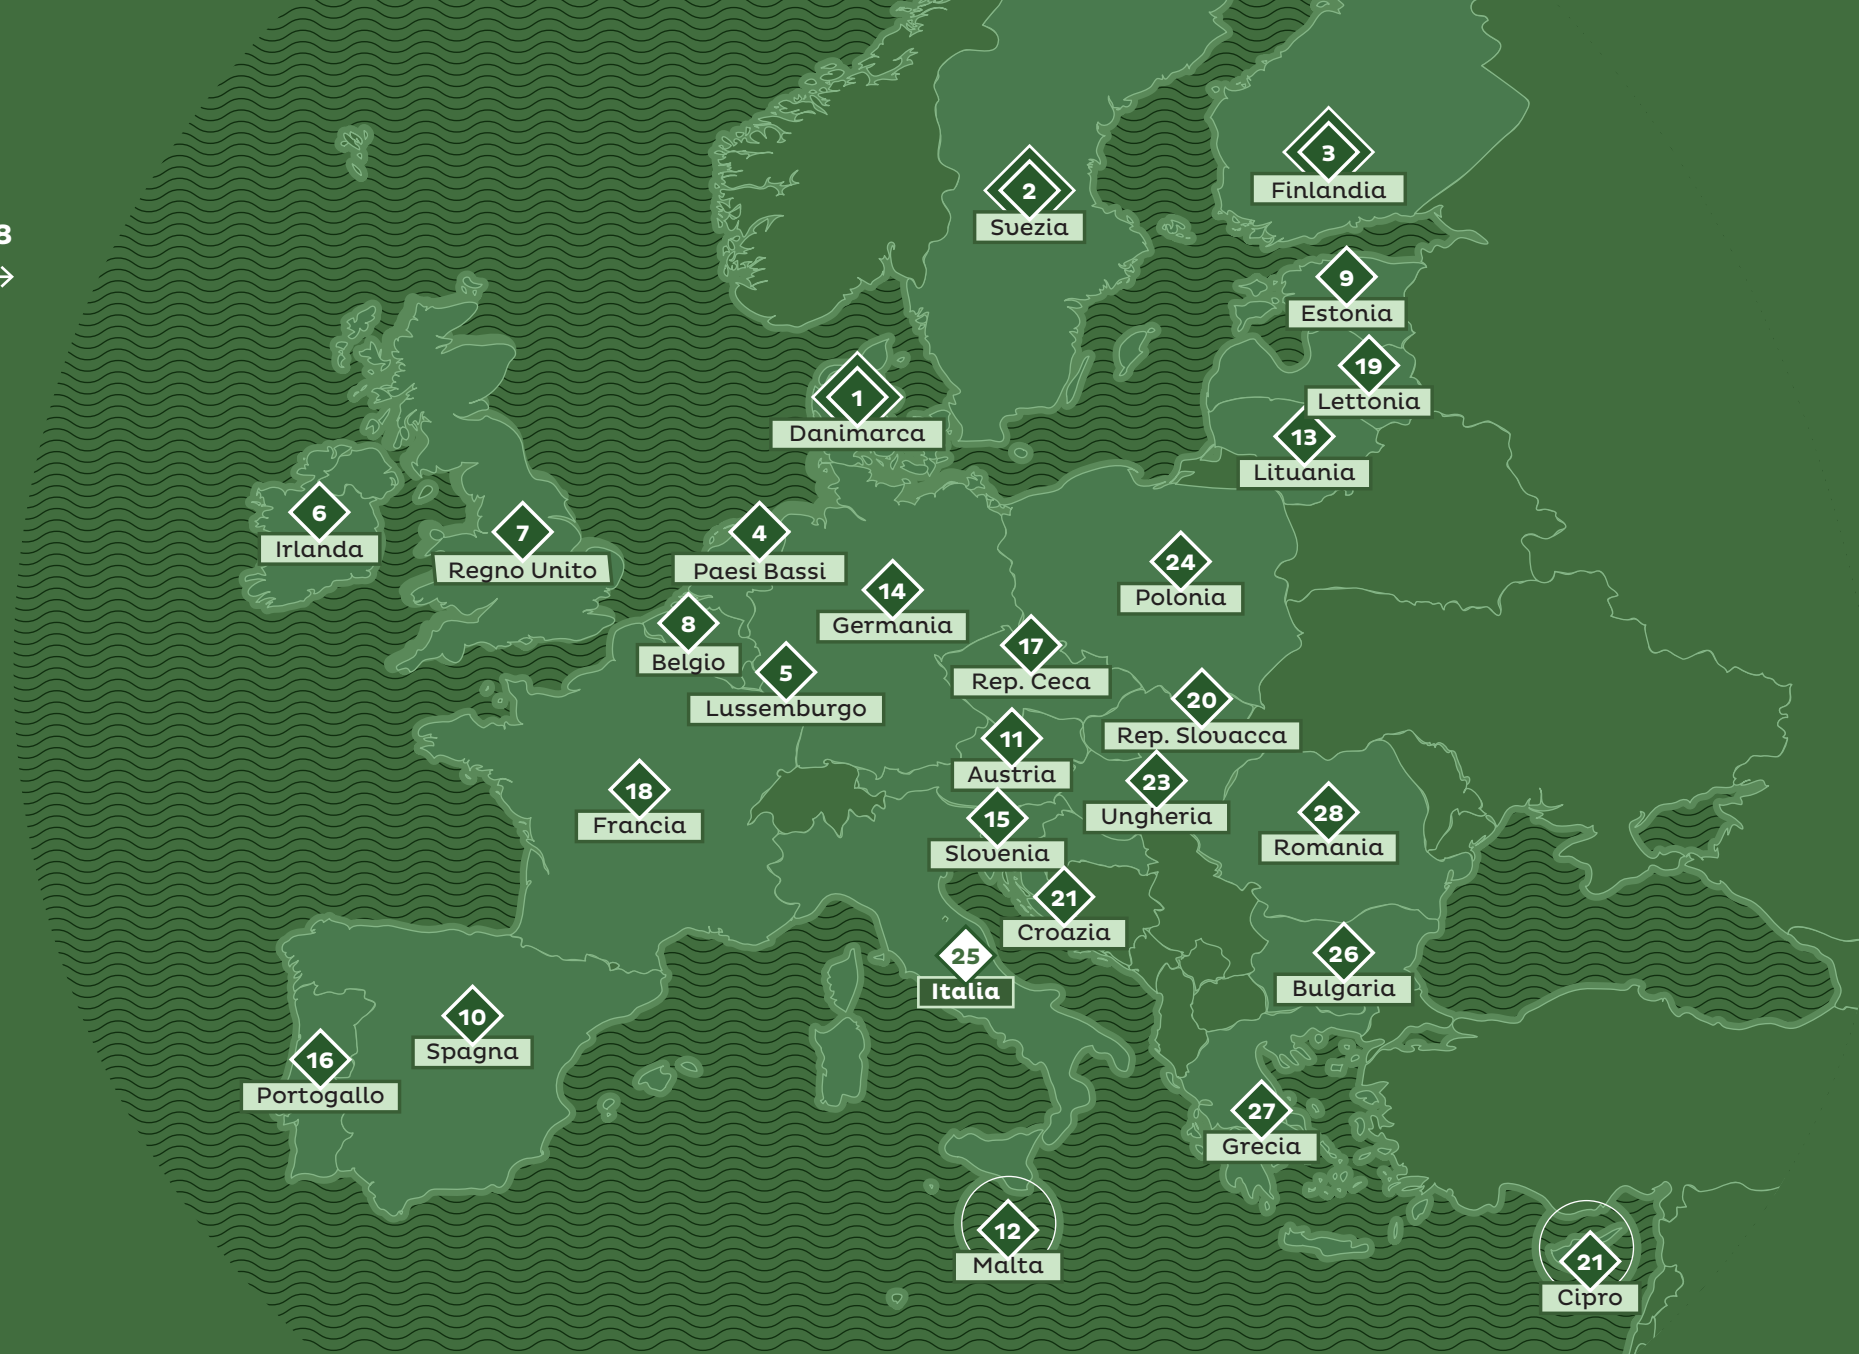 3
Finlandia
2
Svezia
3
→
9
Estonia
19
Lettonia
1
Danimarca
13
Lituania
6
Irlanda
7
Regno Unito
4
Paesi Bassi
24
Polonia
14
Germania
8
Belgio
17
Rep. Ceca
5
Lussemburgo
20
Rep. Slovacca
11
Austria
23
Ungheria
18
Francia
15
Slovenia
28
Romania
21
Croazia
25
Italia
26
Bulgaria
10
Spagna
16
Portogallo
27
Grecia
12
Malta
21
Cipro